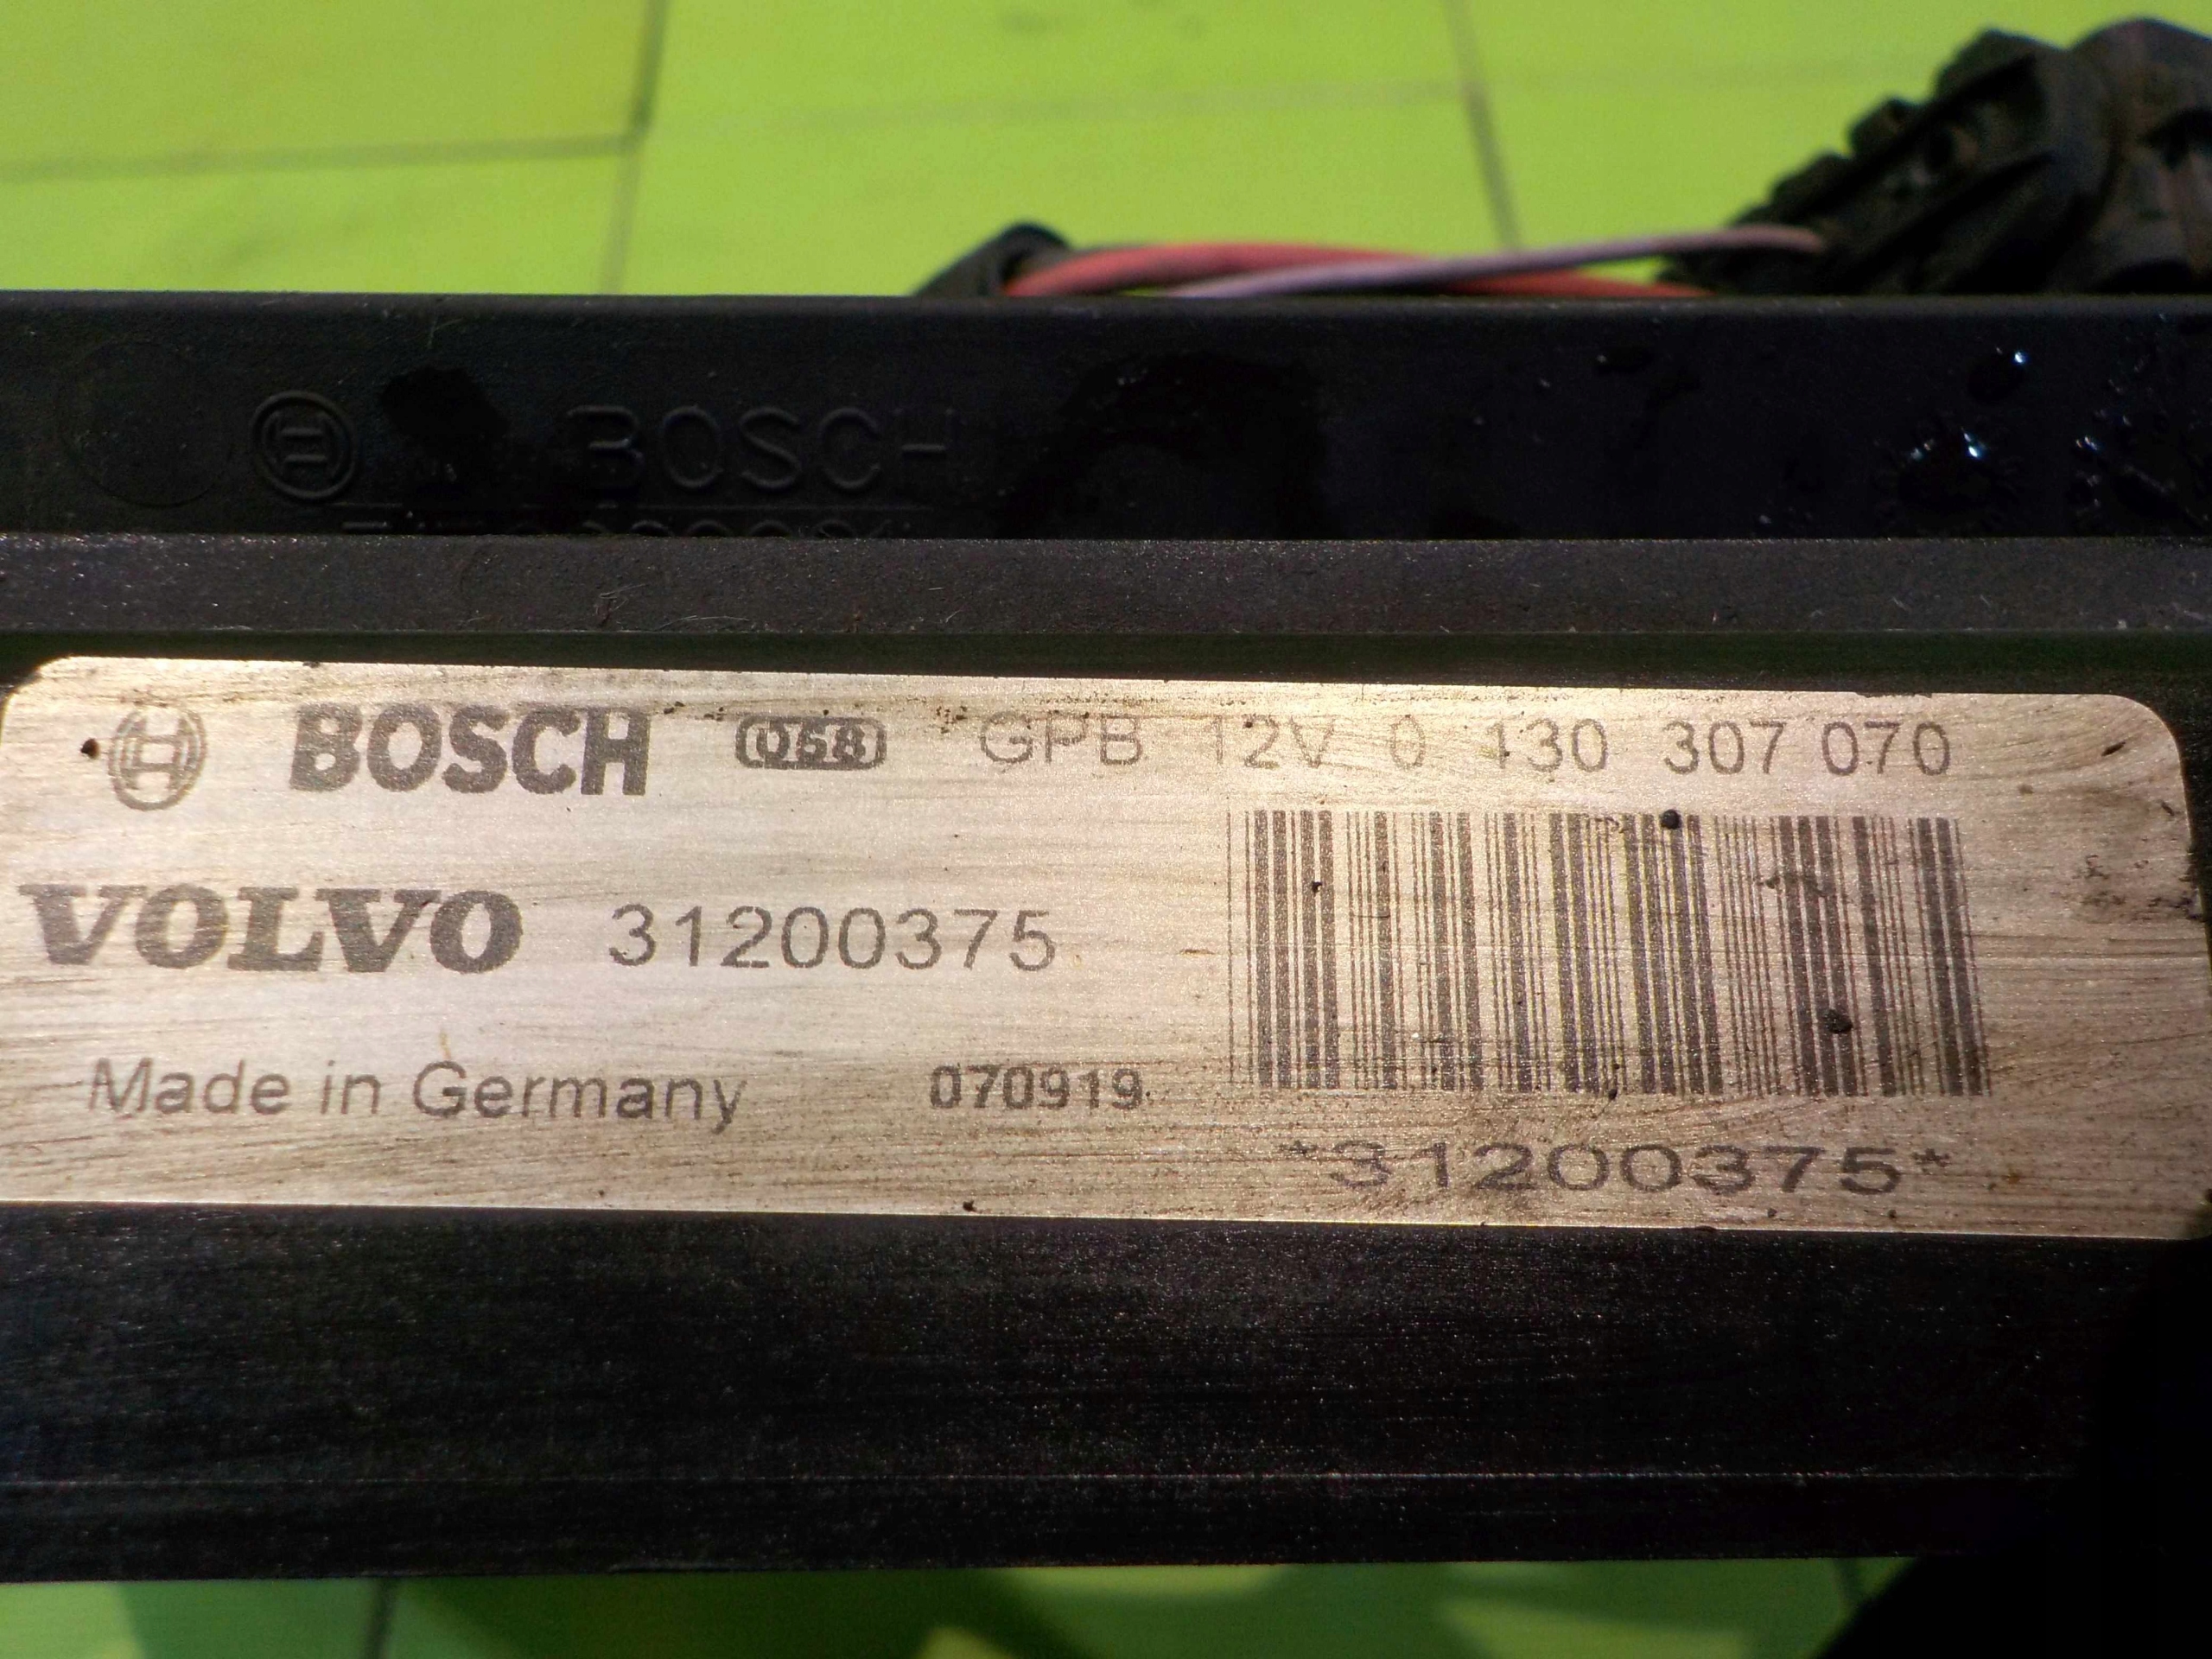 BOSCH
BOSCH 058 GPB 12V 0 130 307 070
VOLVO 31200375
Made in Germany 070919
*31200375*